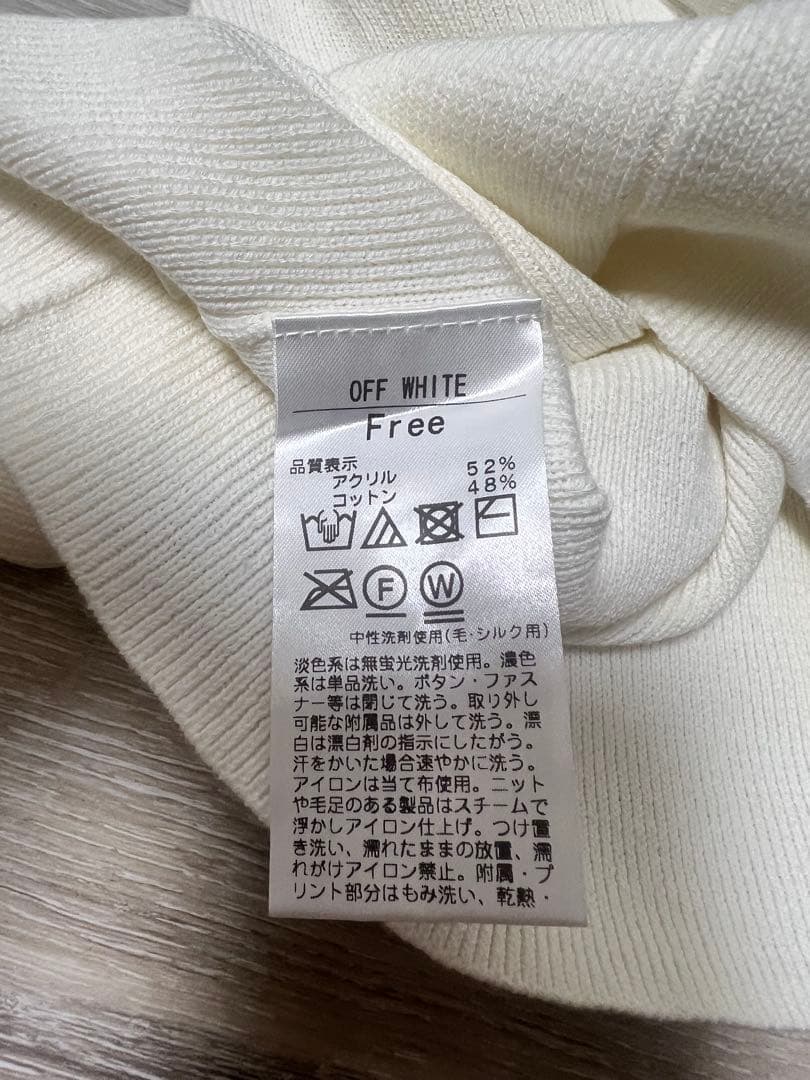 OFF WHITE
Free
品質表示
アクリル 52%
コットン 48%
F W
中性洗剤使用(毛・シルク用)
淡色系は無蛍光洗剤使用。濃色
系は単品洗い。ボタン・ファス
ナー等は閉じて洗う。取り外し
可能な附属品は外して洗う。漂
白は漂白剤の指示にしたがう。
汗をかいた場合速やかに洗う。
アイロンは当て布使用。ニット
や毛足のある製品はスチームで
浮かしアイロン仕上げ。つけ置
き洗い、濡れたままの放置、濡
れがけアイロン禁止。附属・プ
リント部分はもみ洗い、乾熱・